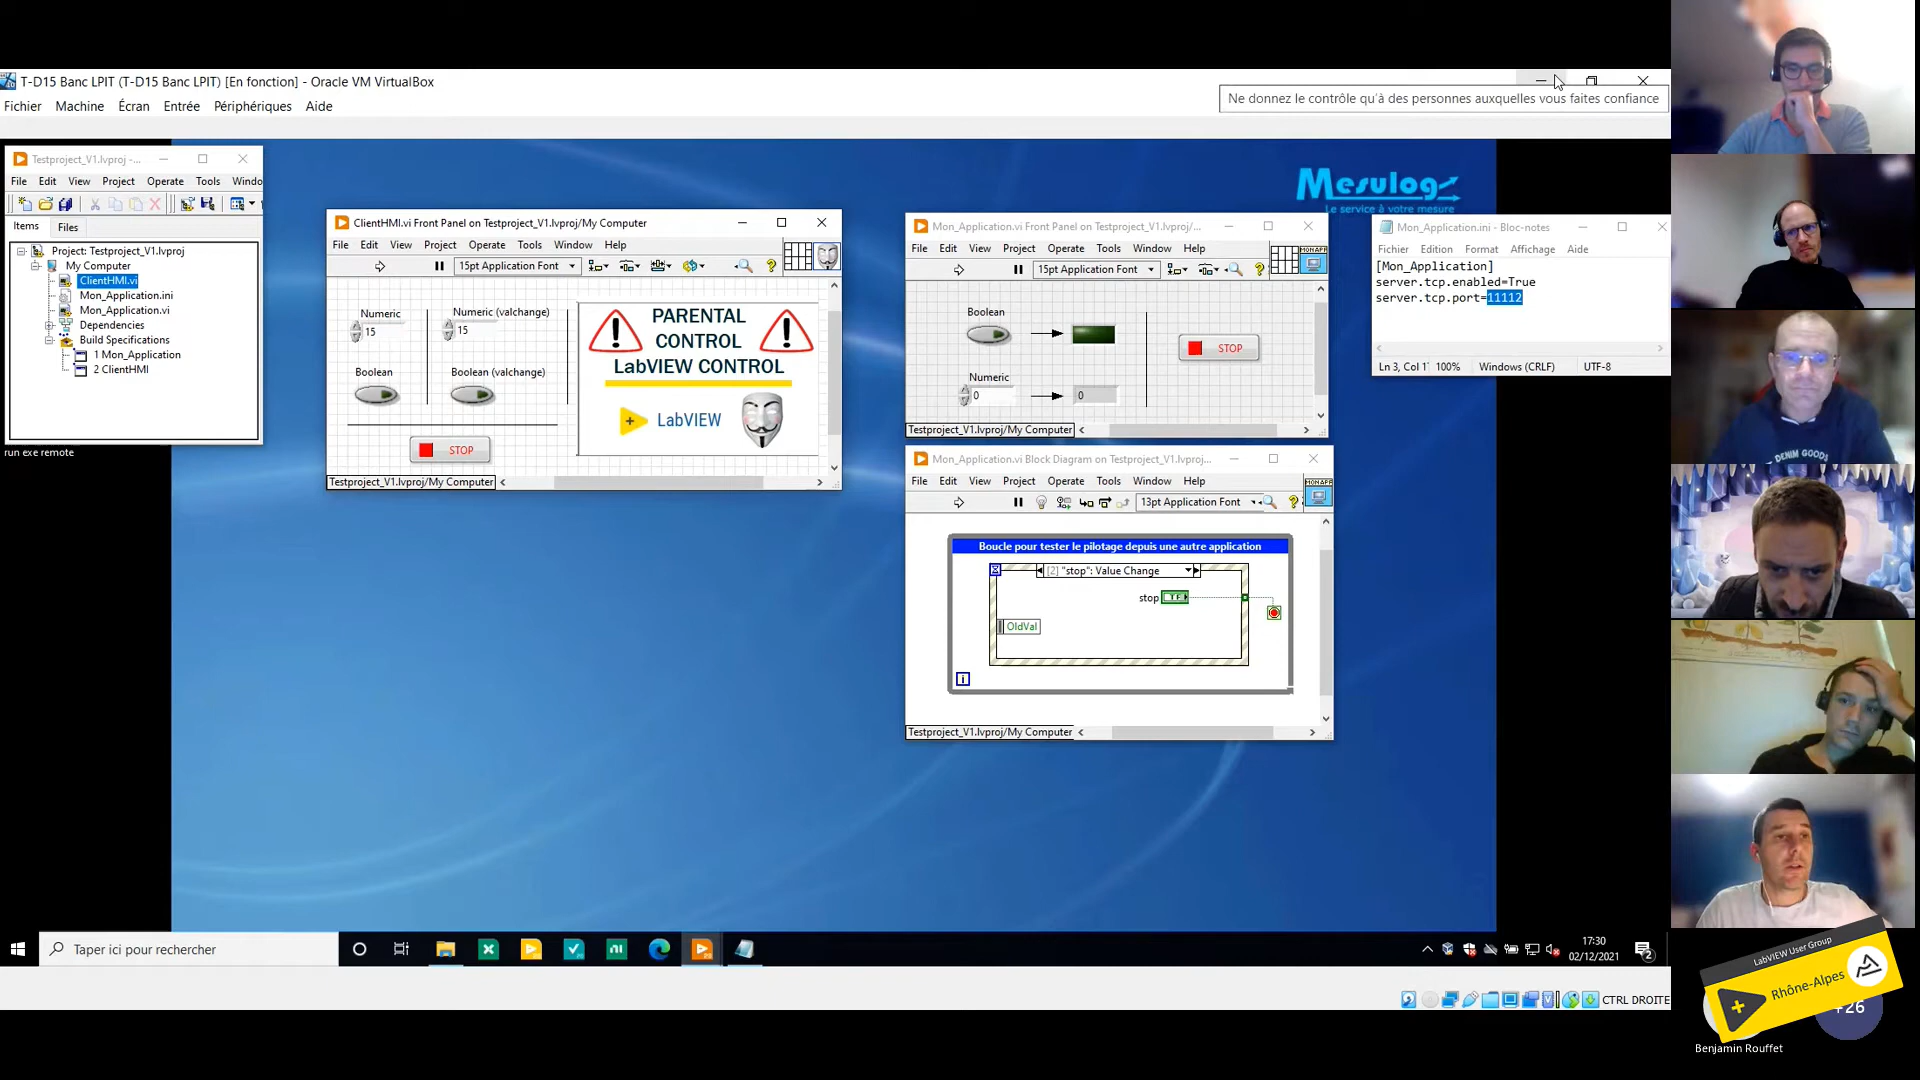 T-D15 Banc LPIT (T-D15 Banc LPIT) [En fonction] - Oracle VM VirtualBox
Fichier Machine Écran Entrée Périphériques Aide
Ne donnez le contrôle qu'à des personnes auxquelles vous faites confiance
Testproject_V1.lvproj -...
File Edit View Project Operate Tools Windo
Items Files
Project: Testproject_V1.lvproj
My Computer
ClientHMI.vi
Mon_Application.ini
Mon_Application.vi
Dependencies
Build Specifications
1 Mon_Application
2 ClientHMI
run exe remote
ClientHMI.vi Front Panel on Testproject_V1.lvproj/My Computer
File Edit View Project Operate Tools Window Help
15pt Application Font
Numeric
15
Numeric (valchange)
15
Boolean
Boolean (valchange)
STOP
PARENTAL
CONTROL
LabVIEW CONTROL
LabVIEW
Testproject_V1.lvproj/My Computer
Mesulog
Le service à votre mesure
Mon_Application.vi Front Panel on Testproject_V1.lvproj/...
File Edit View Project Operate Tools Window Help
15pt Application Font
Boolean
Numeric
0
0
STOP
Testproject_V1.lvproj/My Computer
Mon_Application.vi Block Diagram on Testproject_V1.lvproj...
File Edit View Project Operate Tools Window Help
13pt Application Font
Boucle pour tester le pilotage depuis une autre application
[2] "stop": Value Change
stop
TF
OldVal
i
Testproject_V1.lvproj/My Computer
Mon_Application.ini - Bloc-notes
Fichier Edition Format Affichage Aide
[Mon_Application]
server.tcp.enabled=True
server.tcp.port=11112
Ln 3, Col 1 100% Windows (CRLF) UTF-8
DENIM GOODS
Taper ici pour rechercher
17:30
02/12/2021
2
CTRL DROITE
LabVIEW User Group
Rhône-Alpes
+26
Benjamin Rouffet